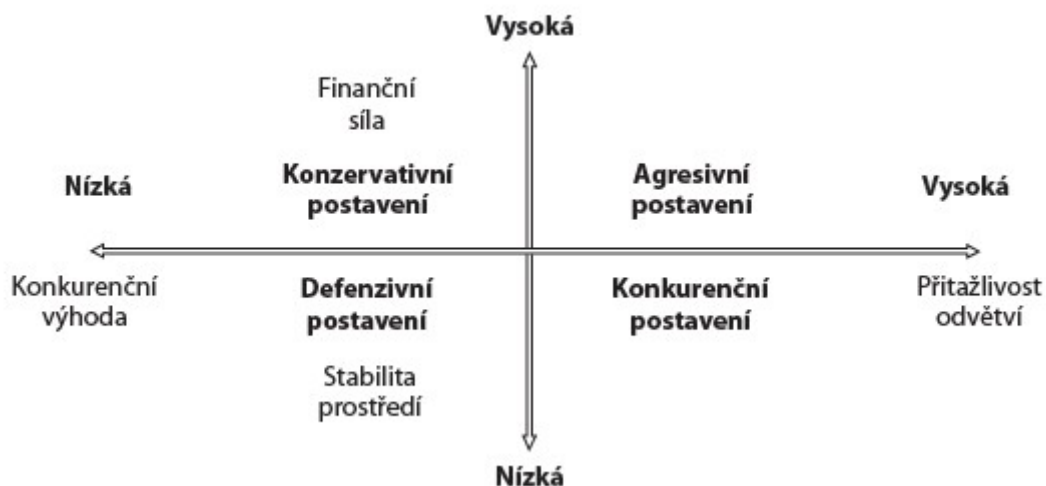 Vysoká
Finanční
síla
Nízká
Konzervativní
postavení
Agresivní
postavení
Vysoká
Konkurenční
výhoda
Defenzivní
postavení
Konkurenční
postavení
Přitažlivost
odvětví
Stabilita
prostředí
Nízká